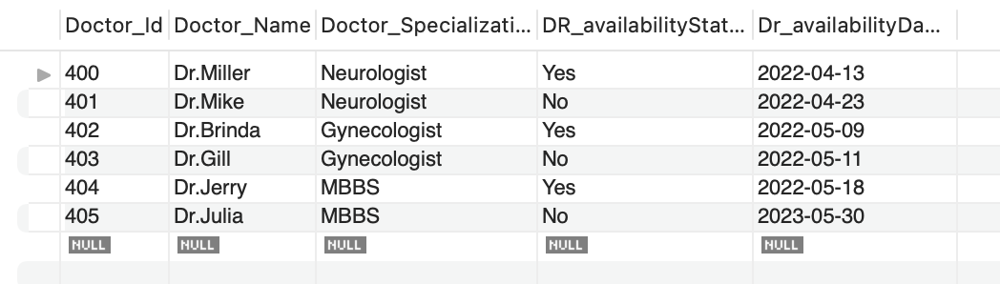 Doctor_Id Doctor_Name Doctor_Specializati... DR_availabilityStat... Dr_availabilityDa...
400 Dr.Miller Neurologist Yes 2022-04-13
401 Dr.Mike Neurologist No 2022-04-23
402 Dr.Brinda Gynecologist Yes 2022-05-09
403 Dr.Gill Gynecologist No 2022-05-11
404 Dr.Jerry MBBS Yes 2022-05-18
405 Dr.Julia MBBS No 2023-05-30
NULL NULL NULL NULL NULL